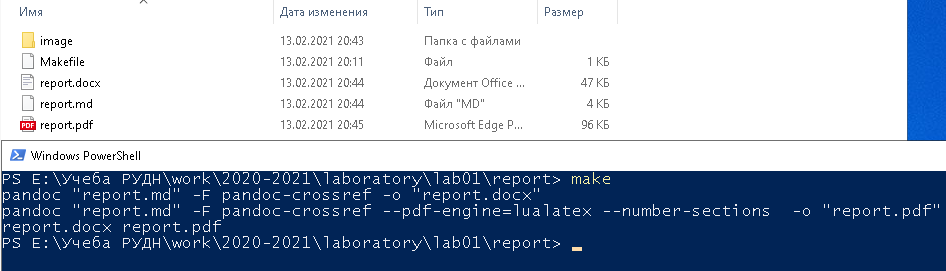 Имя Дата изменения Тип Размер
image 13.02.2021 20:43 Папка с файлами
Makefile 13.02.2021 20:11 Файл 1 КБ
report.docx 13.02.2021 20:44 Документ Office ... 47 КБ
report.md 13.02.2021 20:44 Файл "MD" 4 КБ
PDF report.pdf 13.02.2021 20:45 Microsoft Edge P... 96 КБ
Windows PowerShell
PS E:\Учеба РУДН\work\2020-2021\laboratory\lab01\report> make
pandoc "report.md" -F pandoc-crossref -o "report.docx"
pandoc "report.md" -F pandoc-crossref --pdf-engine=lualatex --number-sections  -o "report.pdf"
report.docx report.pdf
PS E:\Учеба РУДН\work\2020-2021\laboratory\lab01\report> _